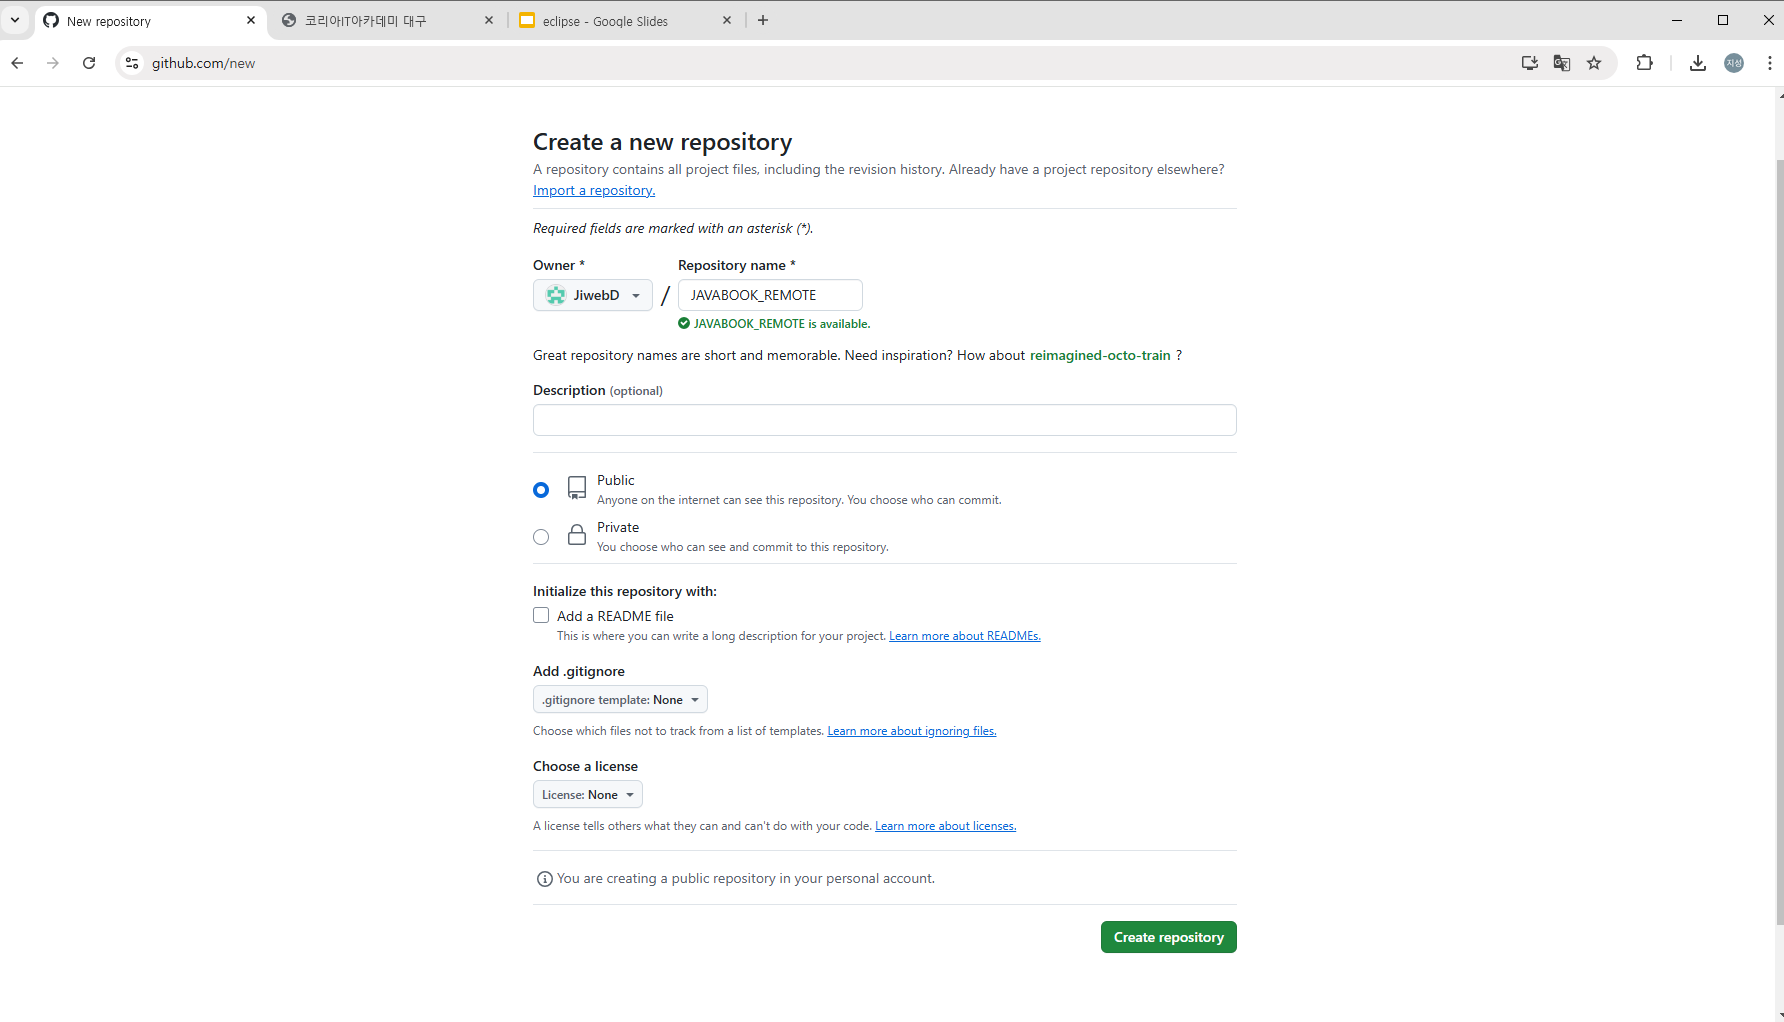 New repository
코리아IT아카데미 대구
eclipse - Google Slides
github.com/new
지성
Create a new repository
A repository contains all project files, including the revision history. Already have a project repository elsewhere?
Import a repository.
Required fields are marked with an asterisk (*).
Owner * Repository name *
JiwebD / JAVABOOK_REMOTE
JAVABOOK_REMOTE is available.
Great repository names are short and memorable. Need inspiration? How about reimagined-octo-train ?
Description (optional)
Public
Anyone on the internet can see this repository. You choose who can commit.
Private
You choose who can see and commit to this repository.
Initialize this repository with:
Add a README file
This is where you can write a long description for your project. Learn more about READMEs.
Add .gitignore
.gitignore template: None
Choose which files not to track from a list of templates. Learn more about ignoring files.
Choose a license
License: None
A license tells others what they can and can't do with your code. Learn more about licenses.
You are creating a public repository in your personal account.
Create repository